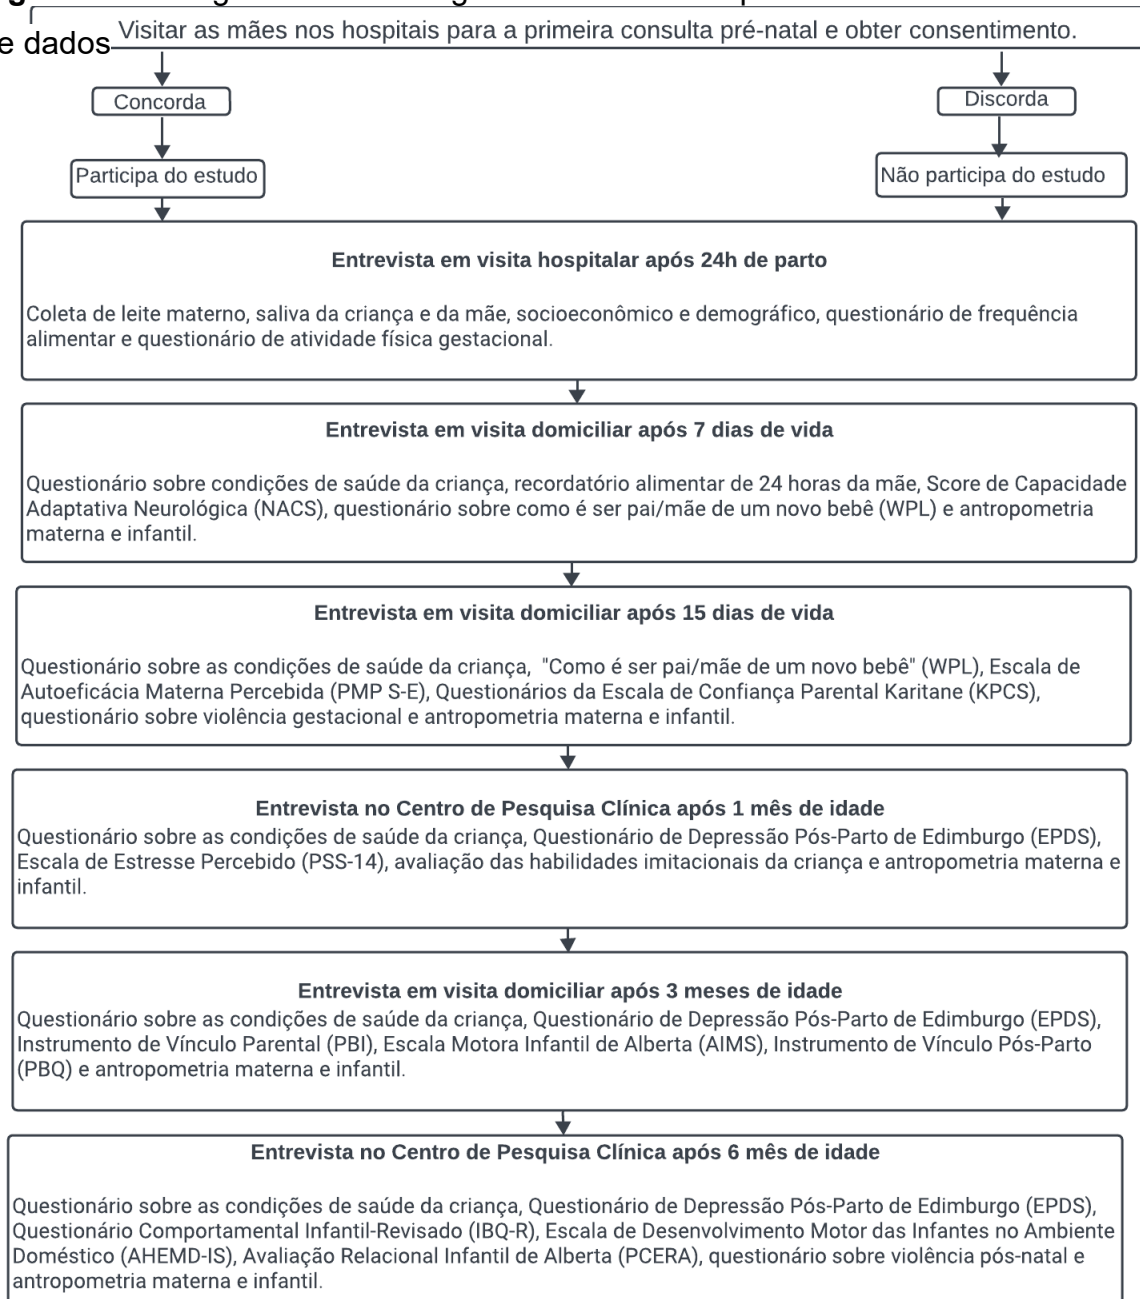 Visitar as mães nos hospitais para a primeira consulta pré-natal e obter consentimento.
e dados
Concorda
Discorda
Participa do estudo
Não participa do estudo
Entrevista em visita hospitalar após 24h de parto
Coleta de leite materno, saliva da criança e da mãe, socioeconômico e demográfico, questionário de frequência
alimentar e questionário de atividade física gestacional.
Entrevista em visita domiciliar após 7 dias de vida
Questionário sobre condições de saúde da criança, recordatório alimentar de 24 horas da mãe, Score de Capacidade
Adaptativa Neurológica (NACS), questionário sobre como é ser pai/mãe de um novo bebê (WPL) e antropometria
materna e infantil.
Entrevista em visita domiciliar após 15 dias de vida
Questionário sobre as condições de saúde da criança, "Como é ser pai/mãe de um novo bebê" (WPL), Escala de
Autoeficácia Materna Percebida (PMP S-E), Questionários da Escala de Confiança Parental Karitane (KPCS),
questionário sobre violência gestacional e antropometria materna e infantil.
Entrevista no Centro de Pesquisa Clínica após 1 mês de idade
Questionário sobre as condições de saúde da criança, Questionário de Depressão Pós-Parto de Edimburgo (EPDS),
Escala de Estresse Percebido (PSS-14), avaliação das habilidades imitacionais da criança e antropometria materna e
infantil.
Entrevista em visita domiciliar após 3 meses de idade
Questionário sobre as condições de saúde da criança, Questionário de Depressão Pós-Parto de Edimburgo (EPDS),
Instrumento de Vínculo Parental (PBI), Escala Motora Infantil de Alberta (AIMS), Instrumento de Vínculo Pós-Parto
(PBQ) e antropometria materna e infantil.
Entrevista no Centro de Pesquisa Clínica após 6 mês de idade
Questionário sobre as condições de saúde da criança, Questionário de Depressão Pós-Parto de Edimburgo (EPDS),
Questionário Comportamental Infantil-Revisado (IBQ-R), Escala de Desenvolvimento Motor das Infantes no Ambiente
Doméstico (AHEMD-IS), Avaliação Relacional Infantil de Alberta (PCERA), questionário sobre violência pós-natal e
antropometria materna e infantil.